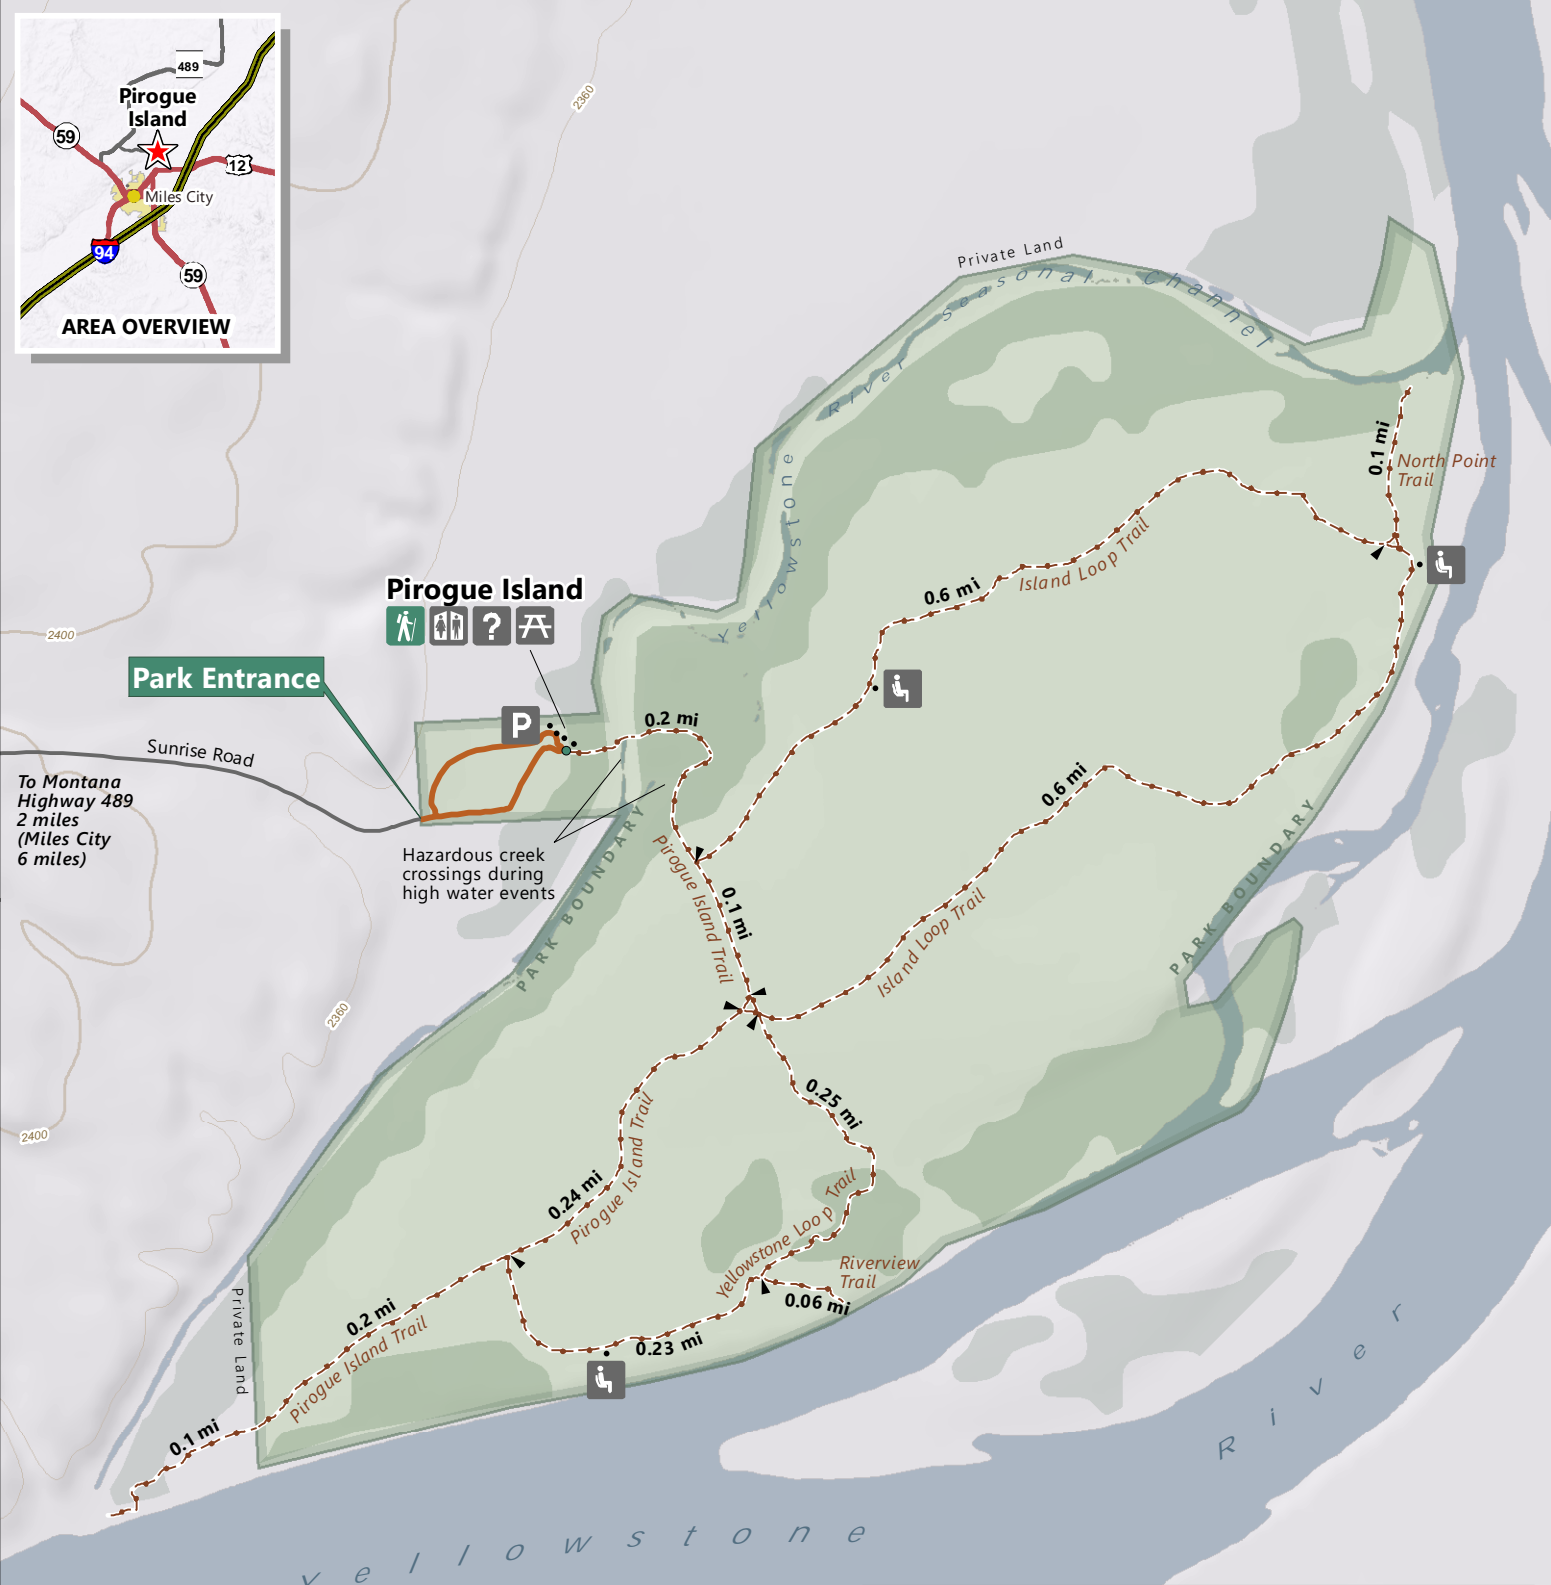 489
Pirogue
Island
59
12
Miles City
94
59
AREA OVERVIEW
2360
Private Land
Yellowstone River Seasonal Channel
0.1 mi
North Point
Trail
Island Loop Trail
0.6 mi
Pirogue Island
?
2400
Park Entrance
P
0.2 mi
Sunrise Road
To Montana
Highway 489
2 miles
(Miles City
6 miles)
0.6 mi
Hazardous creek
crossings during
high water events
PARK BOUNDARY
Pirogue Island Trail
0.1 mi
Island Loop Trail
PARK BOUNDARY
2360
2400
0.25 mi
Pirogue Island Trail
0.24 mi
Yellowstone Loop Trail
Riverview
Trail
0.06 mi
Private Land
0.2 mi
Pirogue Island Trail
0.23 mi
0.1 mi
Yellowstone River